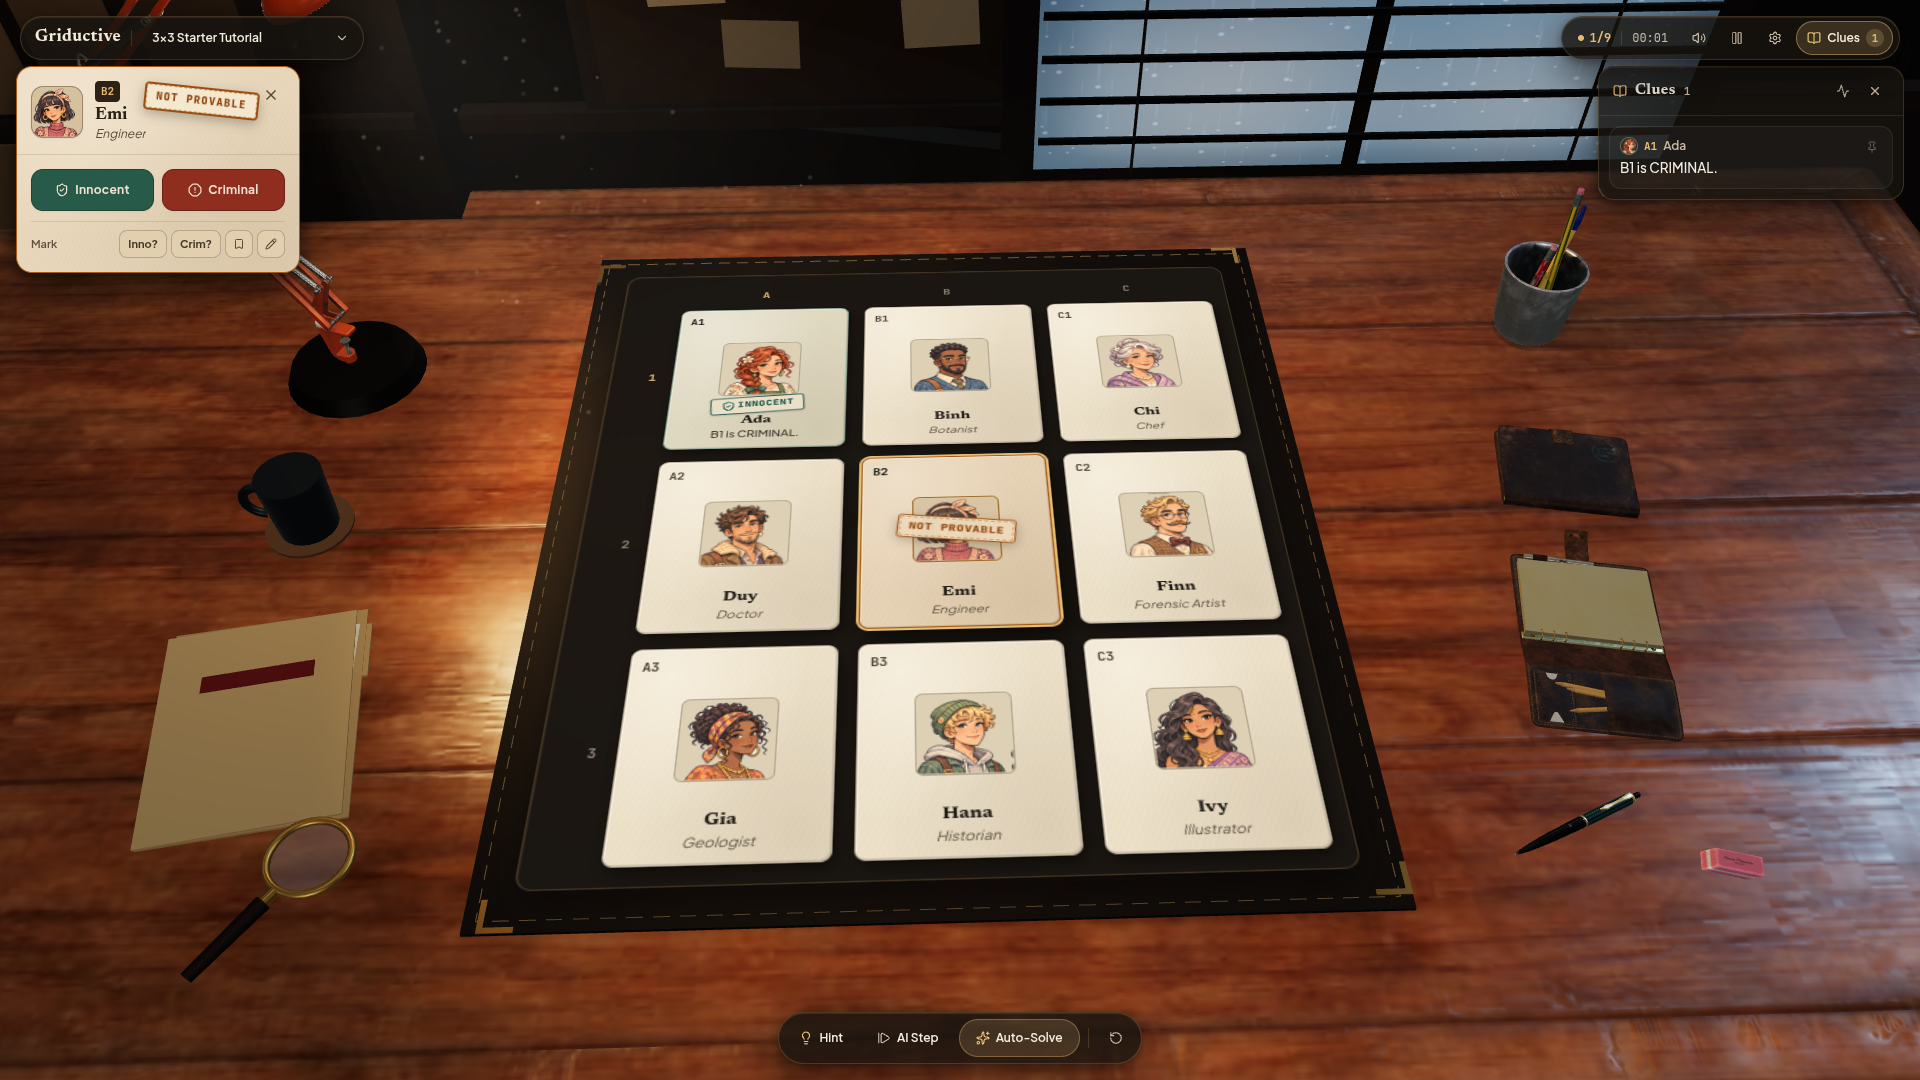 Griductive
3×3 Starter Tutorial
1/9
00:01
Clues 1
B2
NOT PROVABLE
Emi
Engineer
Innocent
Criminal
Mark
Inno?
Crim?
Clues 1
A1 Ada
B1 is CRIMINAL.
A
B
C
1
A1
INNOCENT
Ada
B1 is CRIMINAL.
B1
Binh
Botanist
C1
Chi
Chef
2
A2
Duy
Doctor
B2
NOT PROVABLE
Emi
Engineer
C2
Finn
Forensic Artist
3
A3
Gia
Geologist
B3
Hana
Historian
C3
Ivy
Illustrator
Hint
AI Step
Auto-Solve